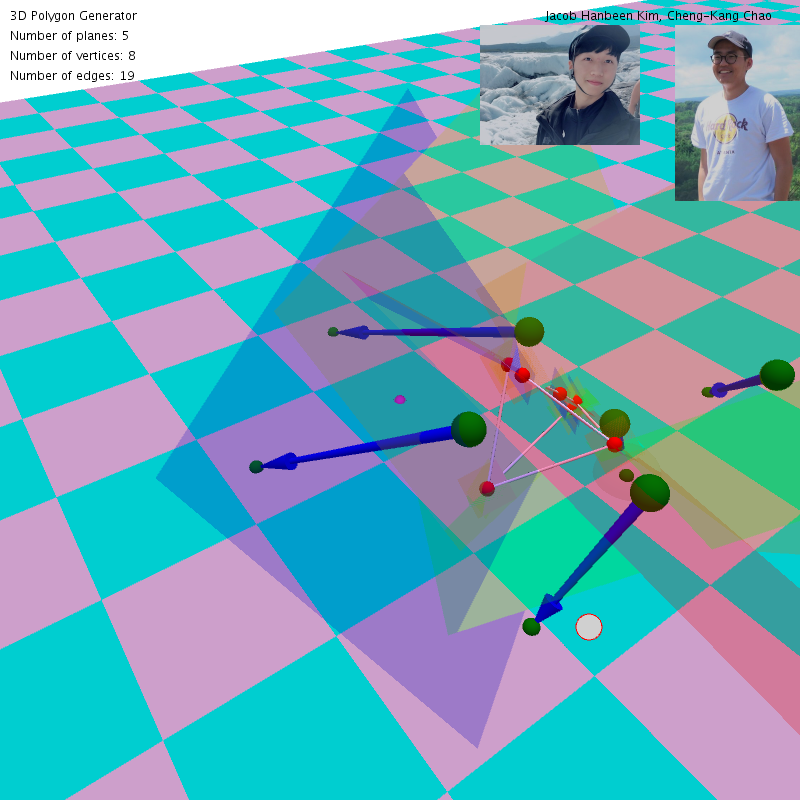 3D Polygon Generator
Jacob Hanbeen Kim, Cheng-Kang Chao
Number of planes: 5
Number of vertices: 8
Number of edges: 19